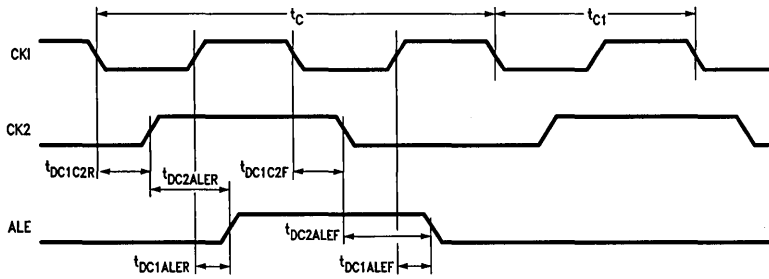 tC
tC1
CKI
CK2
tDC1C2R
tDC2ALER
tDC1C2F
ALE
tDC2ALEF
tDC1ALER
tDC1ALEF